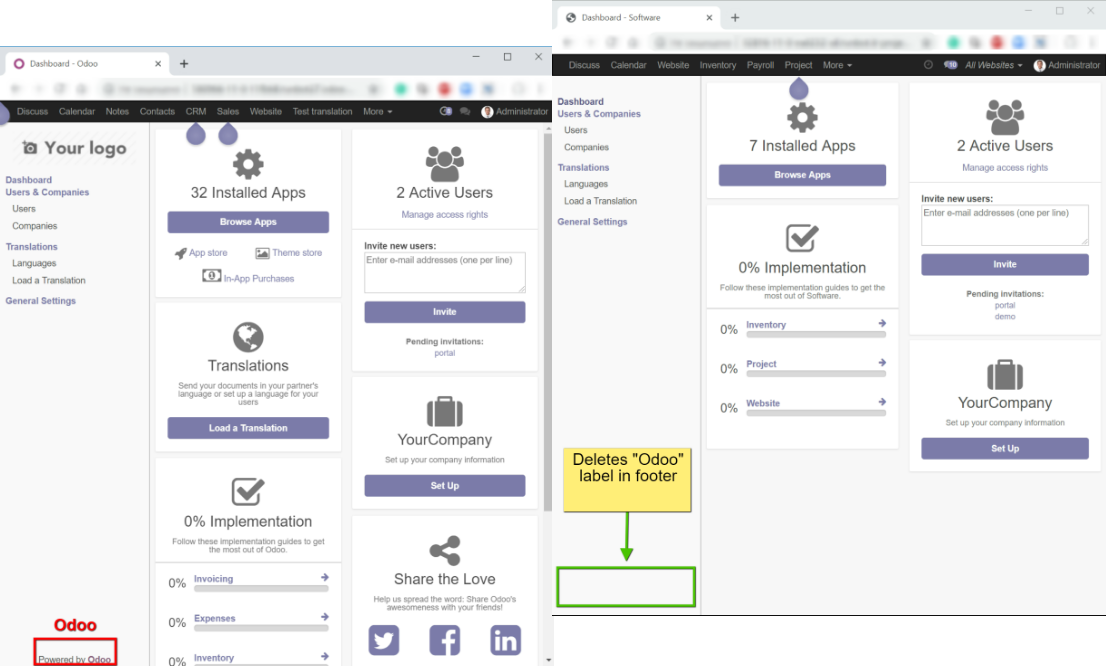 Dashboard - Odoo
Discuss Calendar Notes Contacts CRM Sales Website Test translation More Administrator
Your logo
Dashboard
Users & Companies
Users
Companies
Translations
Languages
Load a Translation
General Settings
Odoo
Powered by Odoo
32 Installed Apps
Browse Apps
App store
Theme store
In-App Purchases
Translations
Send your documents in your partner's
language or set up a language for your
users
Load a Translation
0% Implementation
Follow these implementation guides to get
the most out of Odoo.
0% Invoicing
0% Expenses
0% Inventory
2 Active Users
Manage access rights
Invite new users:
Enter e-mail addresses (one per line)
Invite
Pending invitations:
portal
YourCompany
Set up your company information
Set Up
Share the Love
Help us spread the word: Share Odoo's
awesomeness with your friends!
Dashboard - Software
Discuss Calendar Website Inventory Payroll Project More All Websites Administrator
Dashboard
Users & Companies
Users
Companies
Translations
Languages
Load a Translation
General Settings
Deletes "Odoo"
label in footer
7 Installed Apps
Browse Apps
0% Implementation
Follow these implementation guides to get the
most out of Software.
0% Inventory
0% Project
0% Website
2 Active Users
Manage access rights
Invite new users:
Enter e-mail addresses (one per line)
Invite
Pending invitations:
portal
demo
YourCompany
Set up your company information
Set Up